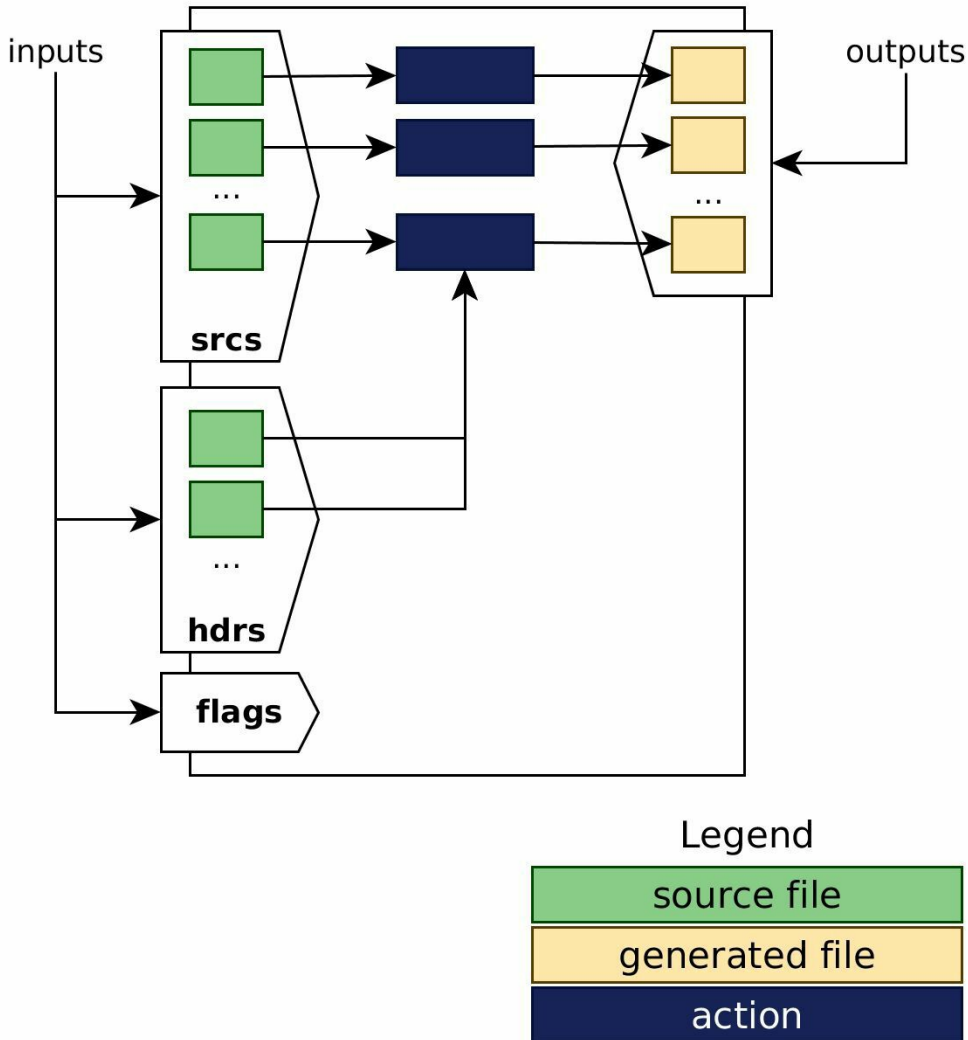 inputs
outputs
...
...
srcs
...
hdrs
flags
Legend
source file
generated file
action